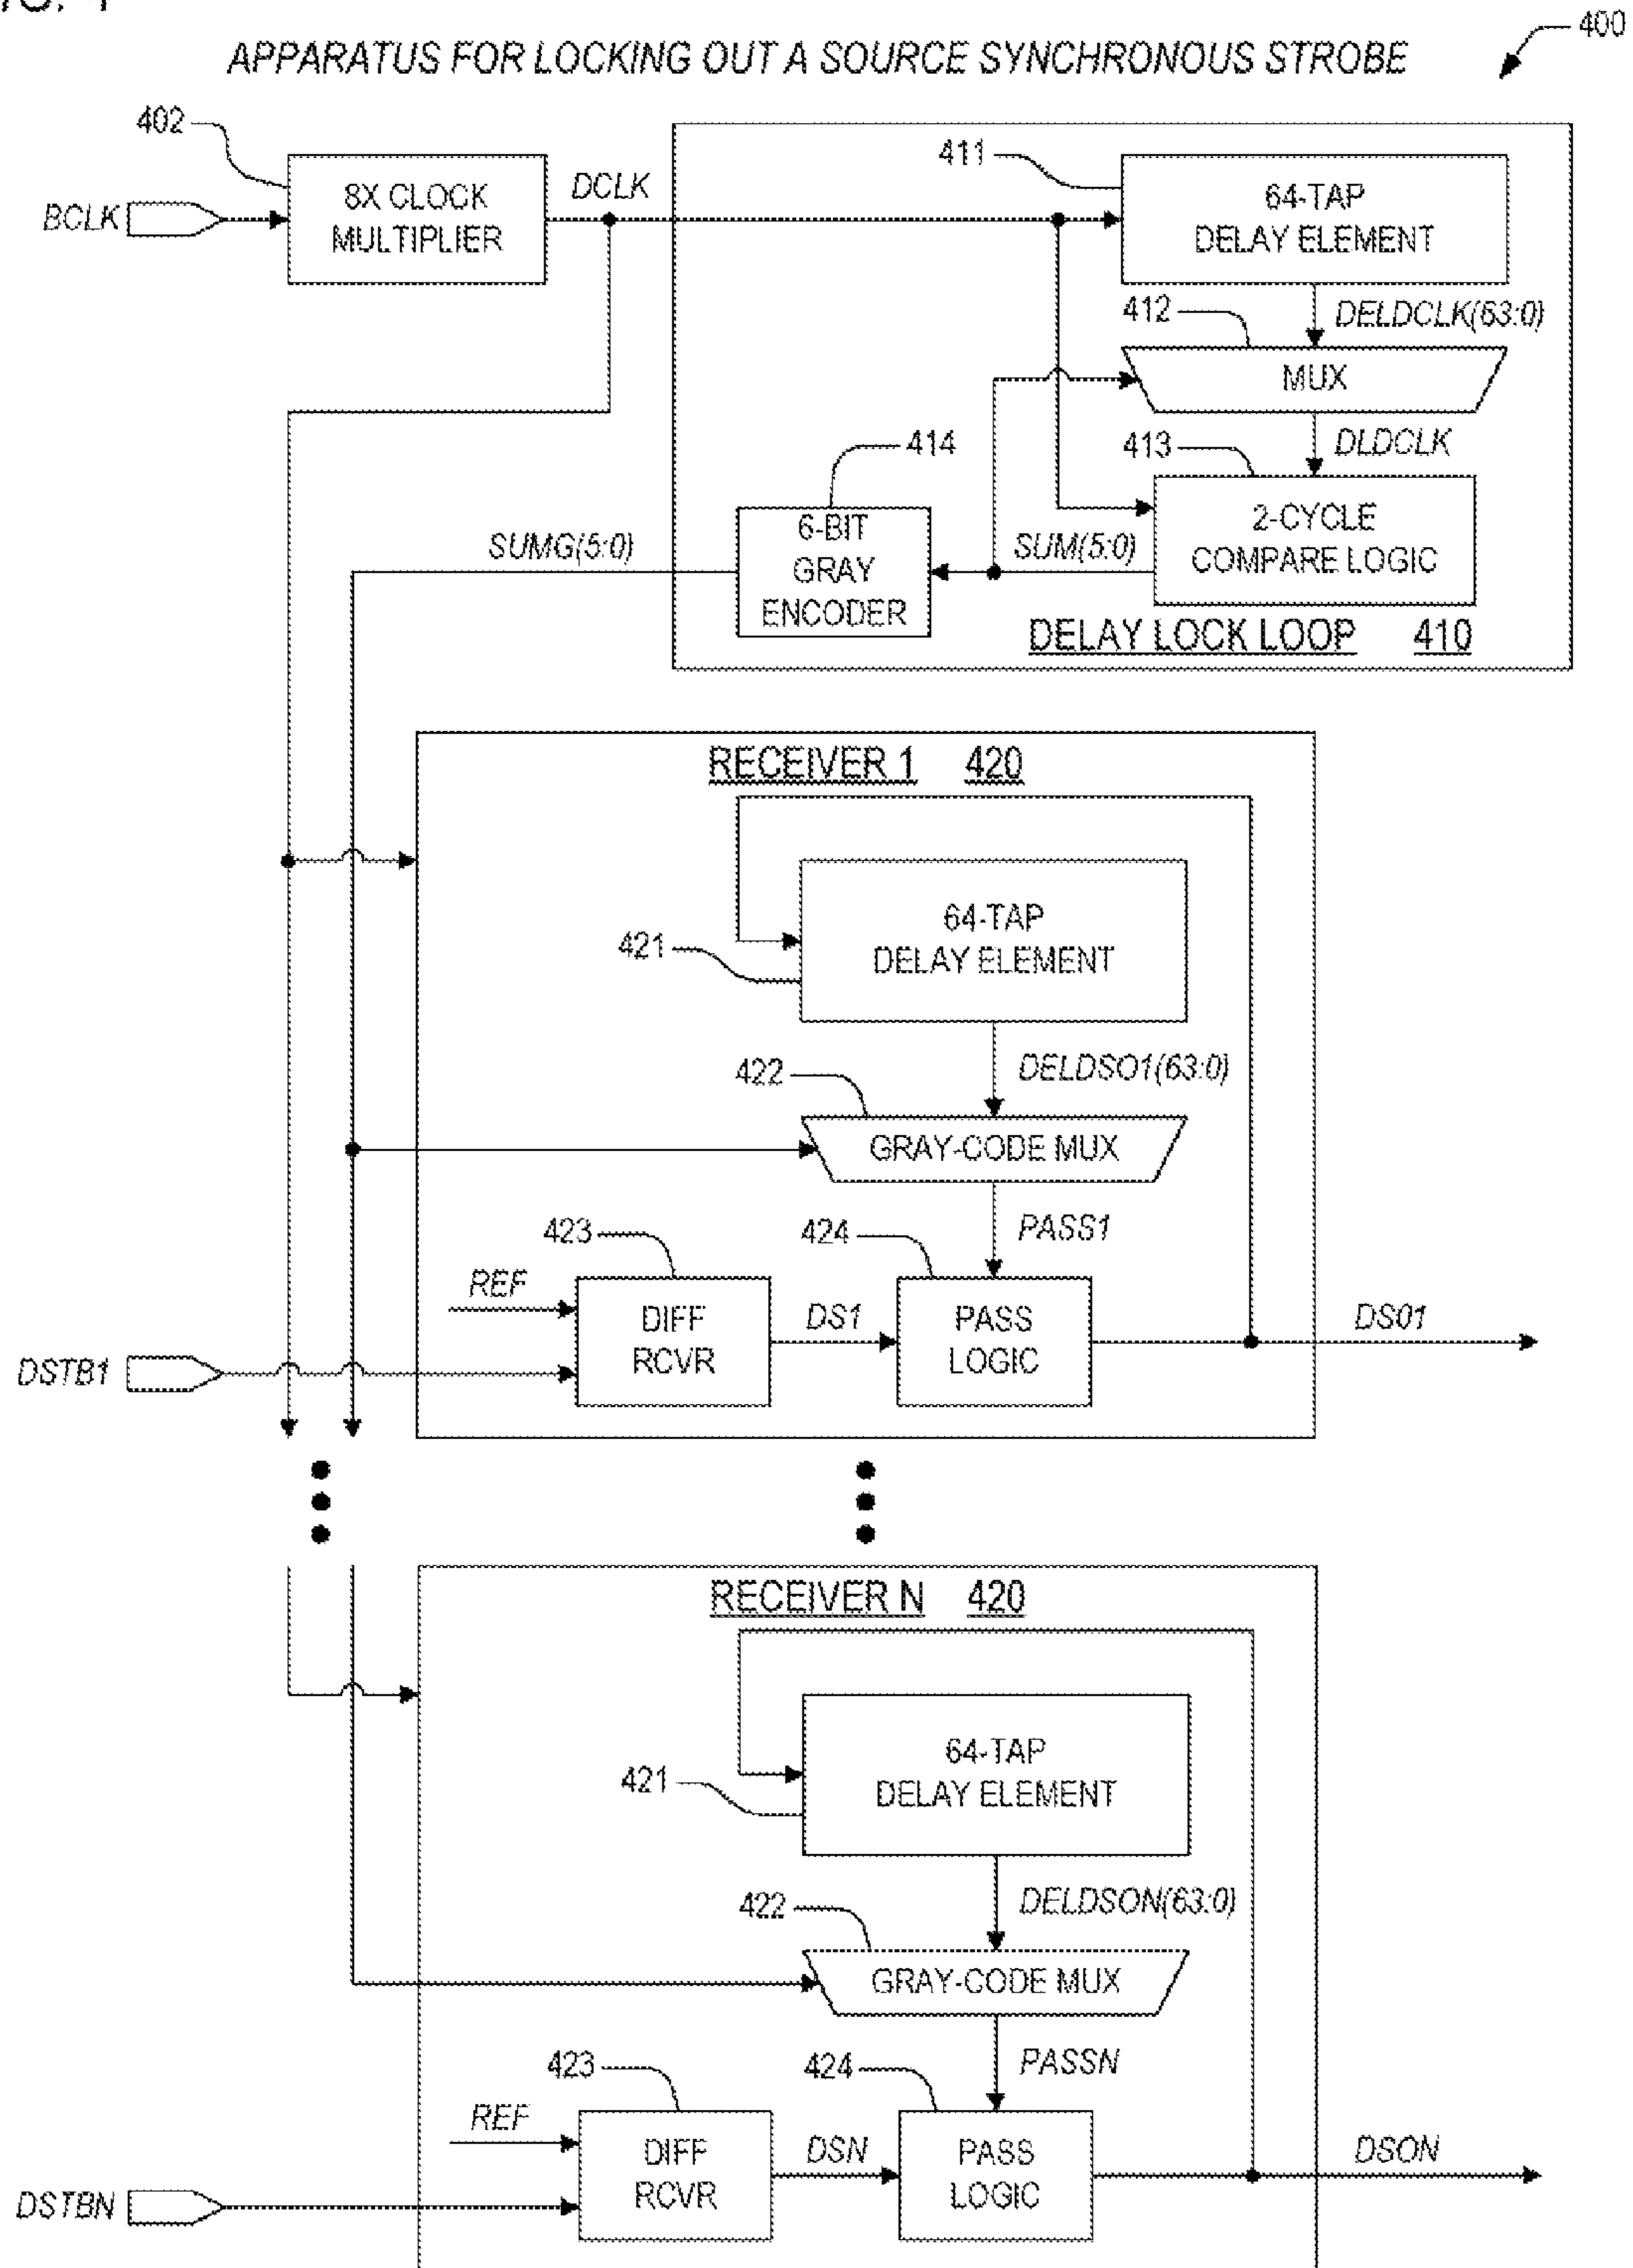 APPARATUS FOR LOCKING OUT A SOURCE SYNCHRONOUS STROBE
400
402
BCLK
8X CLOCK
MULTIPLIER
DCLK
411
64-TAP
DELAY ELEMENT
412
DELDCLK(63:0)
MUX
413
DLDCLK
414
6-BIT
GRAY
ENCODER
SUMG(5:0)
SUM(5:0)
2-CYCLE
COMPARE LOGIC
DELAY LOCK LOOP 410
RECEIVER 1 420
64-TAP
DELAY ELEMENT
421
422
DELDSO1(63:0)
GRAY-CODE MUX
423
424
PASS1
REF
DIFF
RCVR
DS1
PASS
LOGIC
DS01
DSTB1
RECEIVER N 420
64-TAP
DELAY ELEMENT
421
422
DELDSON(63:0)
GRAY-CODE MUX
423
424
PASSN
REF
DIFF
RCVR
DSN
PASS
LOGIC
DSON
DSTBN